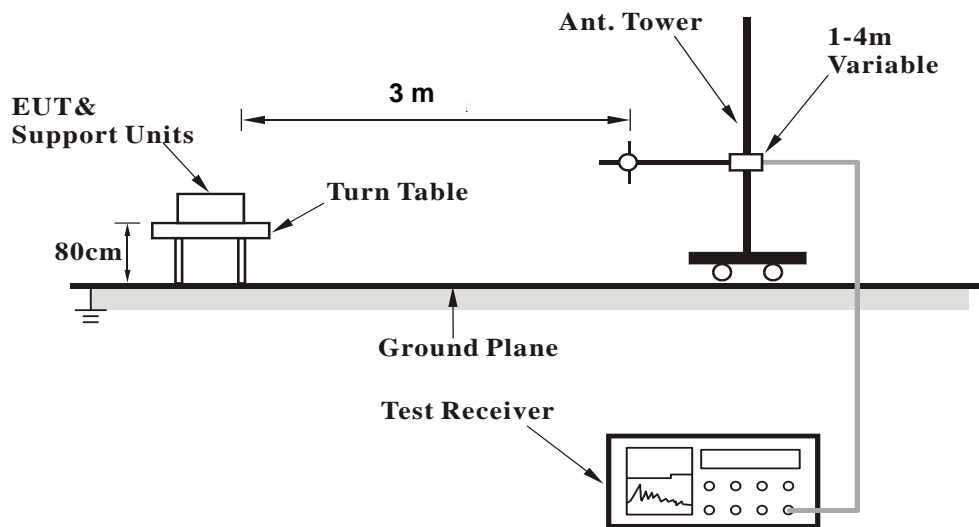 Ant. Tower
1-4m
Variable
3 m
EUT&
Support Units
Turn Table
80cm
Ground Plane
Test Receiver